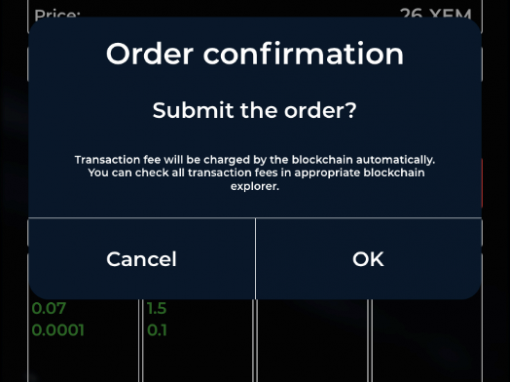 Price: 26 XEM
Order confirmation
Submit the order?
Transaction fee will be charged by the blockchain automatically.
You can check all transaction fees in appropriate blockchain
explorer.
Cancel OK
0.07 1.5
0.0001 0.1